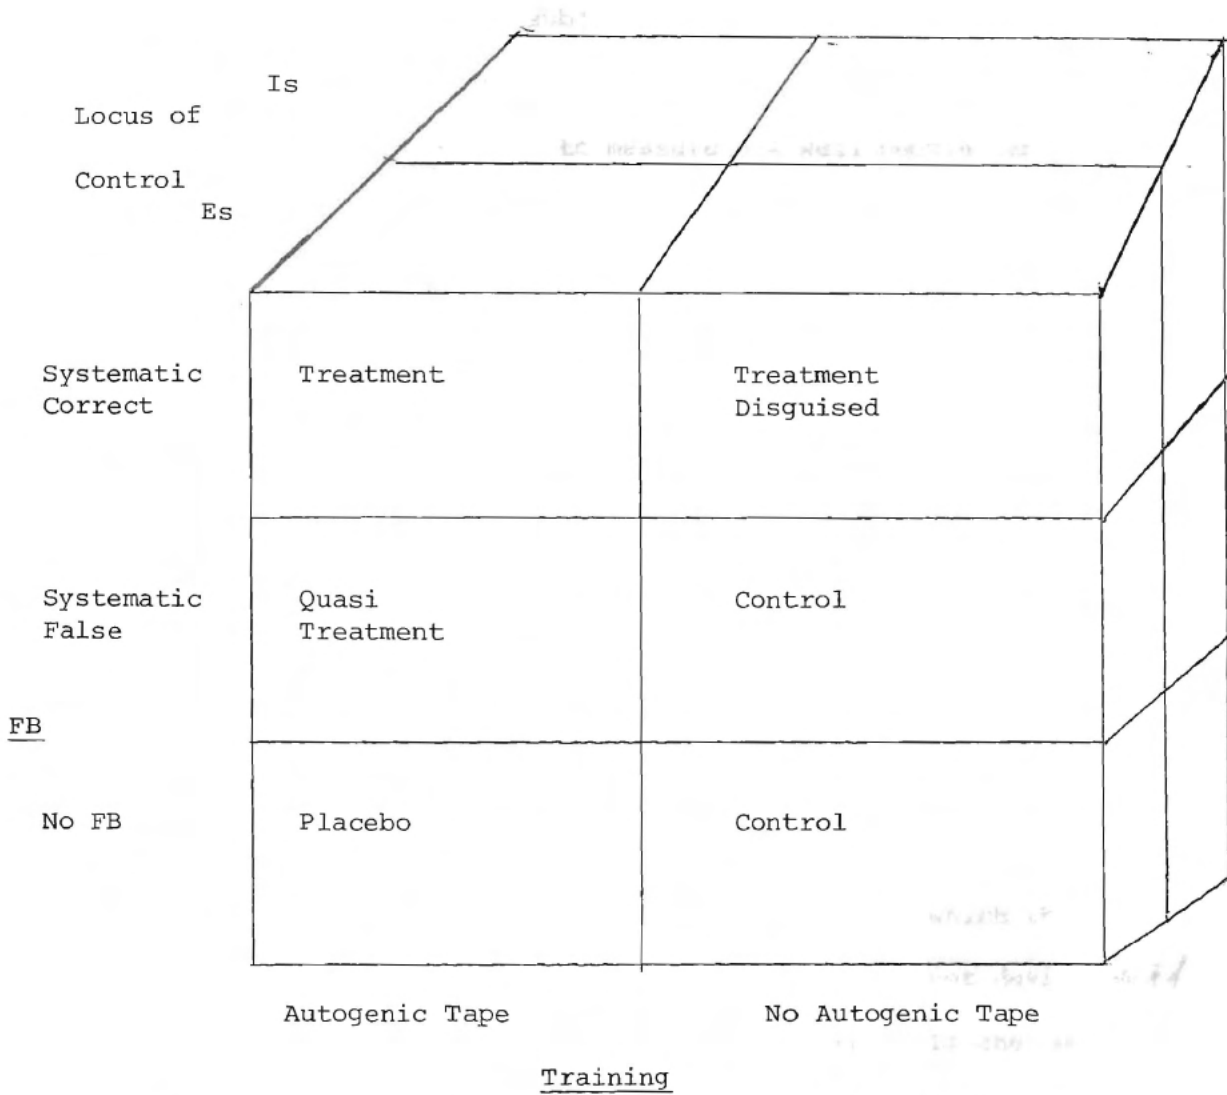 Is
Locus of
Control
Es
Systematic
Correct
Treatment
Treatment
Disguised
Systematic
False
Quasi
Treatment
Control
FB
No FB
Placebo
Control
Autogenic Tape
No Autogenic Tape
Training